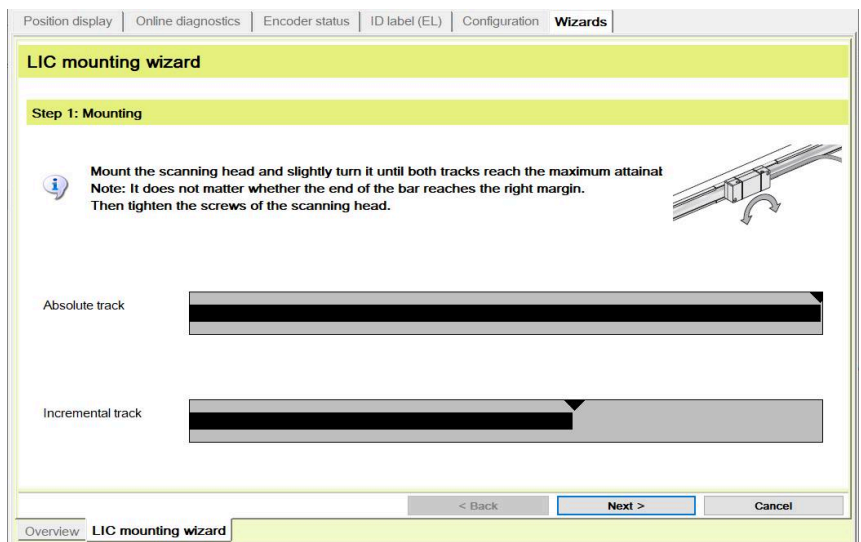 Position display
Online diagnostics
Encoder status
ID label (EL)
Configuration
Wizards
LIC mounting wizard
Step 1: Mounting
Mount the scanning head and slightly turn it until both tracks reach the maximum
Note: It does not matter whether the end of the bar reaches the right margin.
Then tighten the screws of the scanning head.
Absolute track
Incremental track
< Back
Next >
Cancel
Overview
LIC mounting wizard